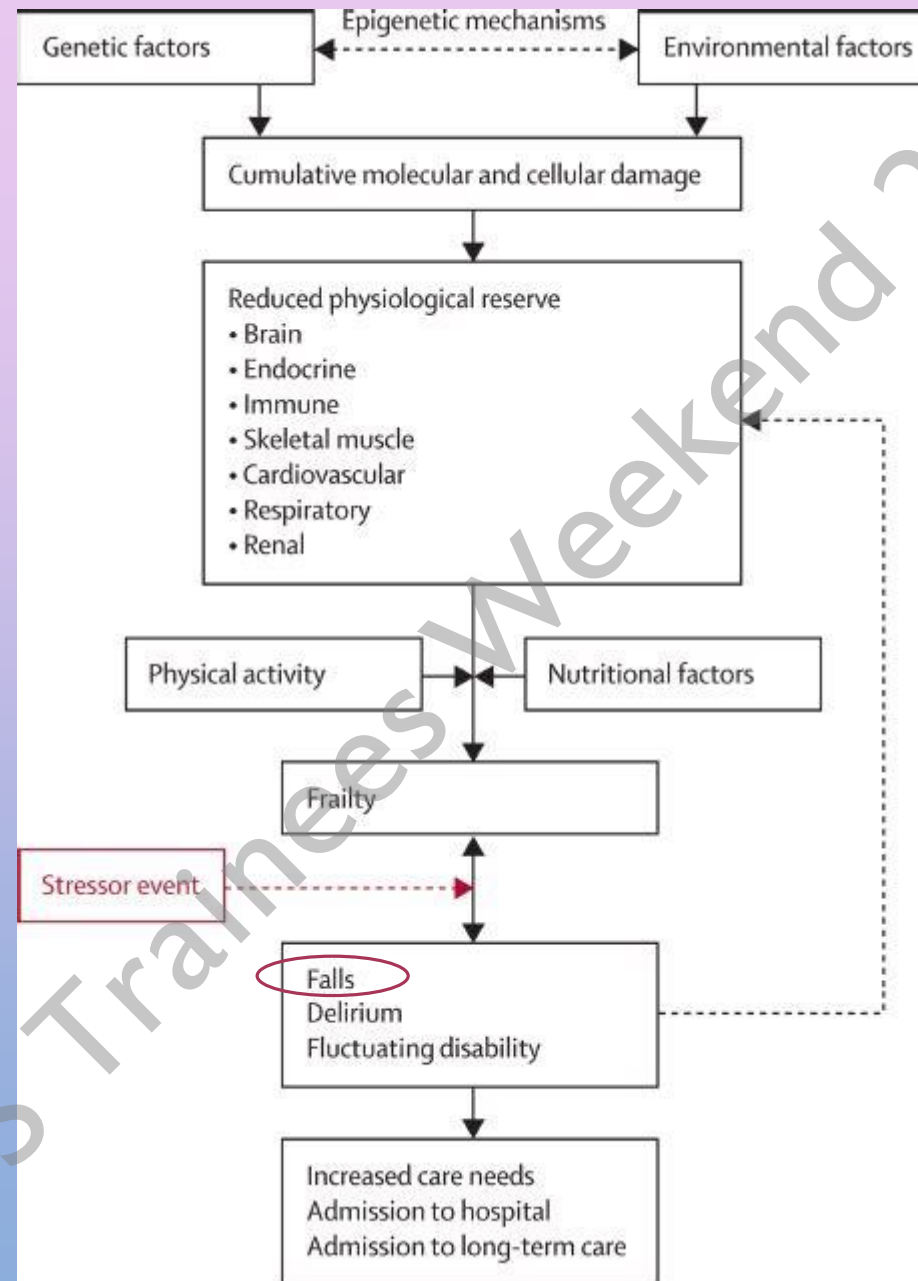 Epigenetic mechanisms
Genetic factors
Environmental factors
Cumulative molecular and cellular damage
Reduced physiological reserve
• Brain
• Endocrine
• Immune
• Skeletal muscle
• Cardiovascular
• Respiratory
• Renal
Physical activity
Nutritional factors
Frailty
Stressor event
Falls
Delirium
Fluctuating disability
Increased care needs
Admission to hospital
Admission to long-term care
Trainees Weekend